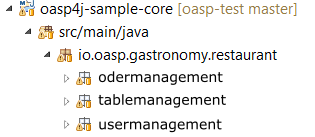 oasp4j-sample-core [oasp-test master]
src/main/java
io.oasp.gastronomy.restaurant
odermanagement
tablemanagement
usermanagement